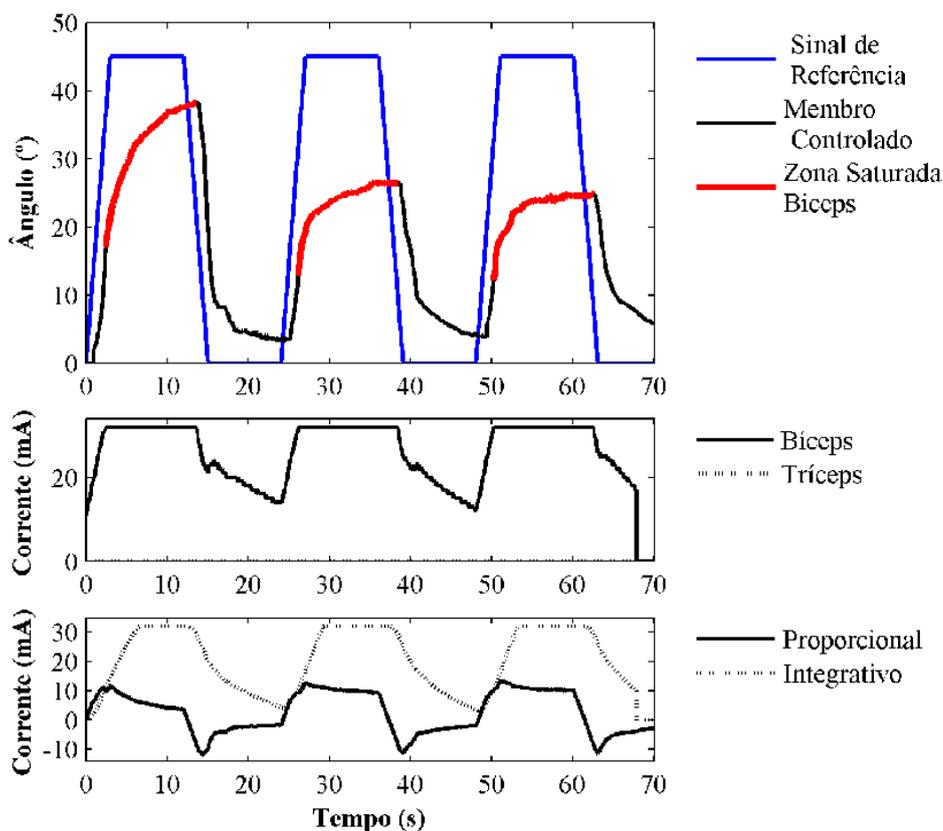 50
40
30
20
10
0
Ângulo (º)
0 10 20 30 40 50 60 70
Sinal de
Referência
Membro
Controlado
Zona Saturada
Biceps
20
0
Corrente (mA)
0 10 20 30 40 50 60 70
Bíceps
Tríceps
30
20
10
0
-10
Corrente (mA)
0 10 20 30 40 50 60 70
Tempo (s)
Proporcional
Integrativo